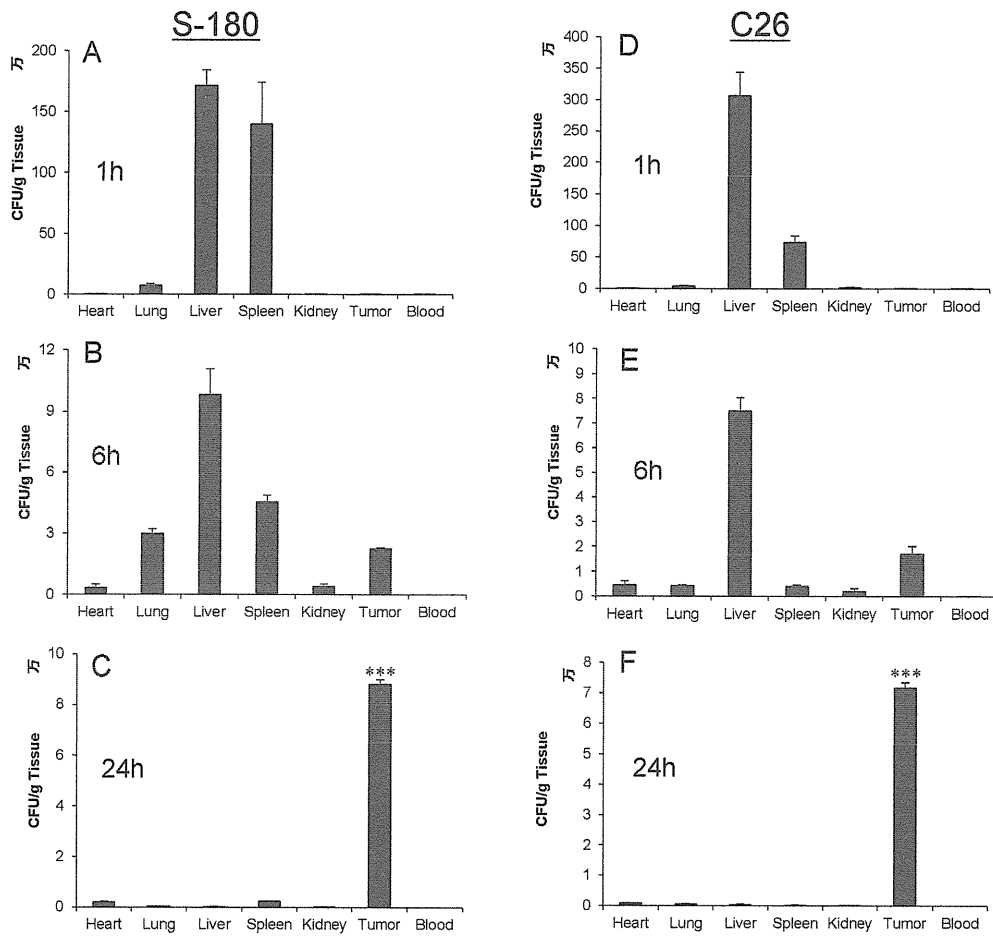 S-180
C26
A
万
200
150
100
50
0
CFU/g Tissue
1h
Heart Lung Liver Spleen Kidney Tumor Blood
D
万
400
350
300
250
200
150
100
50
0
CFU/g Tissue
1h
Heart Lung Liver Spleen Kidney Tumor Blood
B
万
12
9
6
3
0
CFU/g Tissue
6h
Heart Lung Liver Spleen Kidney Tumor Blood
E
万
10
9
8
7
6
5
4
3
2
1
0
CFU/g Tissue
6h
Heart Lung Liver Spleen Kidney Tumor Blood
C
万
10
8
6
4
2
0
CFU/g Tissue
24h
***
Heart Lung Liver Spleen Kidney Tumor Blood
F
万
8
7
6
5
4
3
2
1
0
CFU/g Tissue
24h
***
Heart Lung Liver Spleen Kidney Tumor Blood